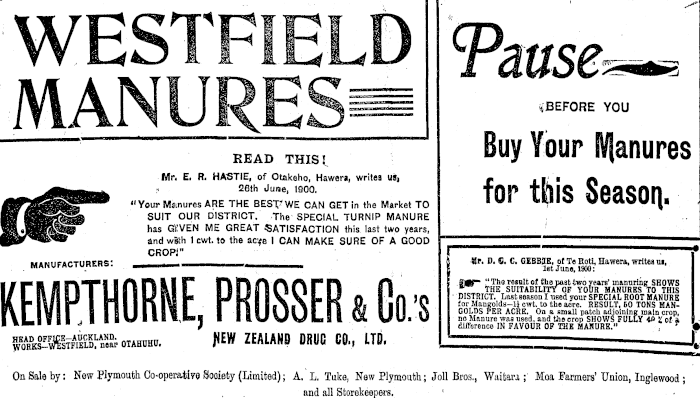 WESTFIELD
MANURES
READ THIS!
Mr. E. R. HASTIE, of Otakeho, Hawera, writes us,
26th June, 1900.
"Your Manures ARE THE BEST WE CAN GET in the Market TO
SUIT OUR DISTRICT. The SPECIAL TURNIP MANURE
has GIVEN ME GREAT SATISFACTION this last two years,
and with 1 cwt. to the acre I CAN MAKE SURE OF A GOOD
CROP!"
MANUFACTURERS:
KEMPTHORNE, PROSSER & Co.'s
HEAD OFFICE—AUCKLAND.
WORKS—WESTFIELD, near OTAHUHU.
NEW ZEALAND DRUG CO., LTD.
Pause
BEFORE YOU
Buy Your Manures
for this Season.
Mr. D. G. C. GEBBIE, of Te Roti, Hawera, writes us,
1st June, 1900:
"The result of the past two years' manuring SHOWS
THE SUITABILITY OF YOUR MANURES TO THIS
DISTRICT. Last season I used your SPECIAL ROOT MANURE
for Mangolds—1½ cwt. to the acre. RESULT, 60 TONS MAN-
GOLDS PER ACRE. On a small patch adjoining main crop,
no Manure was used, and the crop SHOWS FULLY 40 % of a
difference IN FAVOUR OF THE MANURE."
On Sale by: New Plymouth Co-operative Society (Limited); A. L. Tuke, New Plymouth; Joll Bros., Waitara; Moa Farmers' Union, Inglewood;
and all Storekeepers.